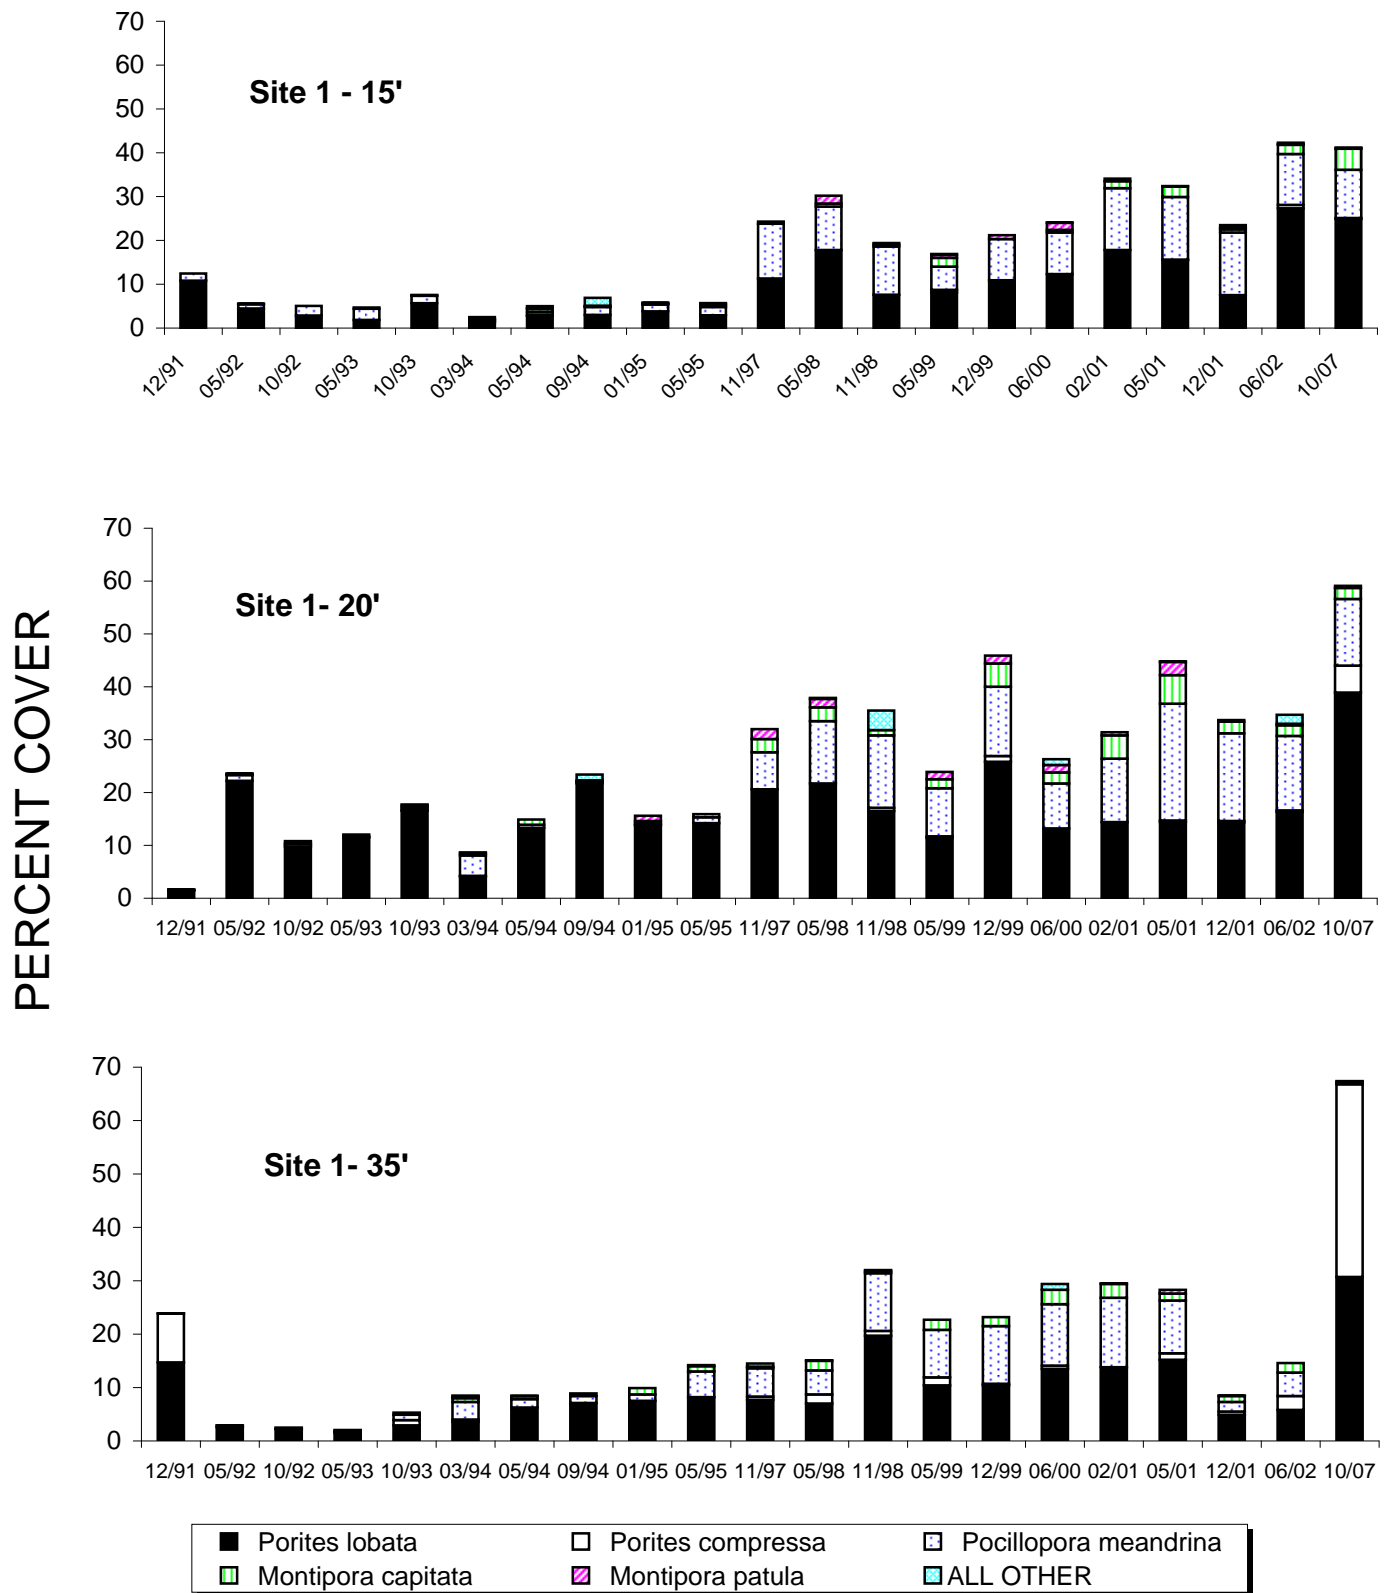 PERCENT COVER
Site 1 - 15'
70
60
50
40
30
20
10
0
12/91 05/92 10/92 05/93 10/93 03/94 05/94 09/94 01/95 05/95 11/97 05/98 11/98 05/99 12/99 06/00 02/01 05/01 12/01 06/02 10/07
Site 1- 20'
70
60
50
40
30
20
10
0
12/91 05/92 10/92 05/93 10/93 03/94 05/94 09/94 01/95 05/95 11/97 05/98 11/98 05/99 12/99 06/00 02/01 05/01 12/01 06/02 10/07
Site 1- 35'
70
60
50
40
30
20
10
0
12/91 05/92 10/92 05/93 10/93 03/94 05/94 09/94 01/95 05/95 11/97 05/98 11/98 05/99 12/99 06/00 02/01 05/01 12/01 06/02 10/07
Porites lobata Porites compressa Pocillopora meandrina
Montipora capitata Montipora patula ALL OTHER